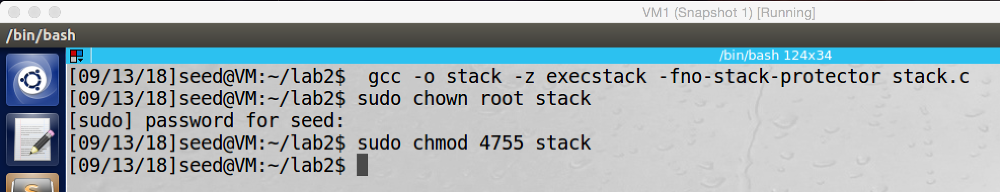 VM1 (Snapshot 1) [Running]
/bin/bash
/bin/bash 124x34
[09/13/18]seed@VM:~/lab2$  gcc -o stack -z execstack -fno-stack-protector stack.c
[09/13/18]seed@VM:~/lab2$ sudo chown root stack
[sudo] password for seed:
[09/13/18]seed@VM:~/lab2$ sudo chmod 4755 stack
[09/13/18]seed@VM:~/lab2$